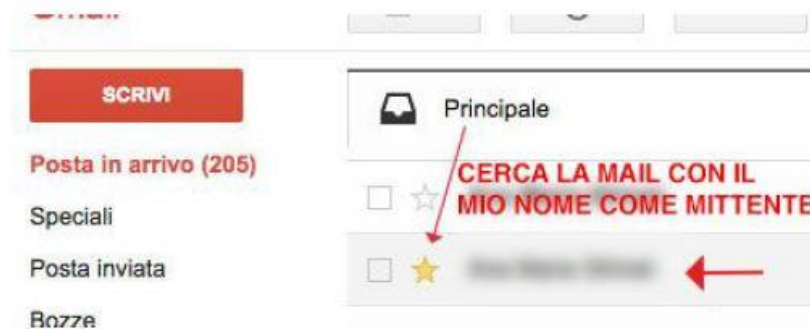 SCRIVI
Principale
Posta in arrivo (205)
CERCA LA MAIL CON IL
MIO NOME COME MITTENTE
Speciali
Posta inviata
Bozze